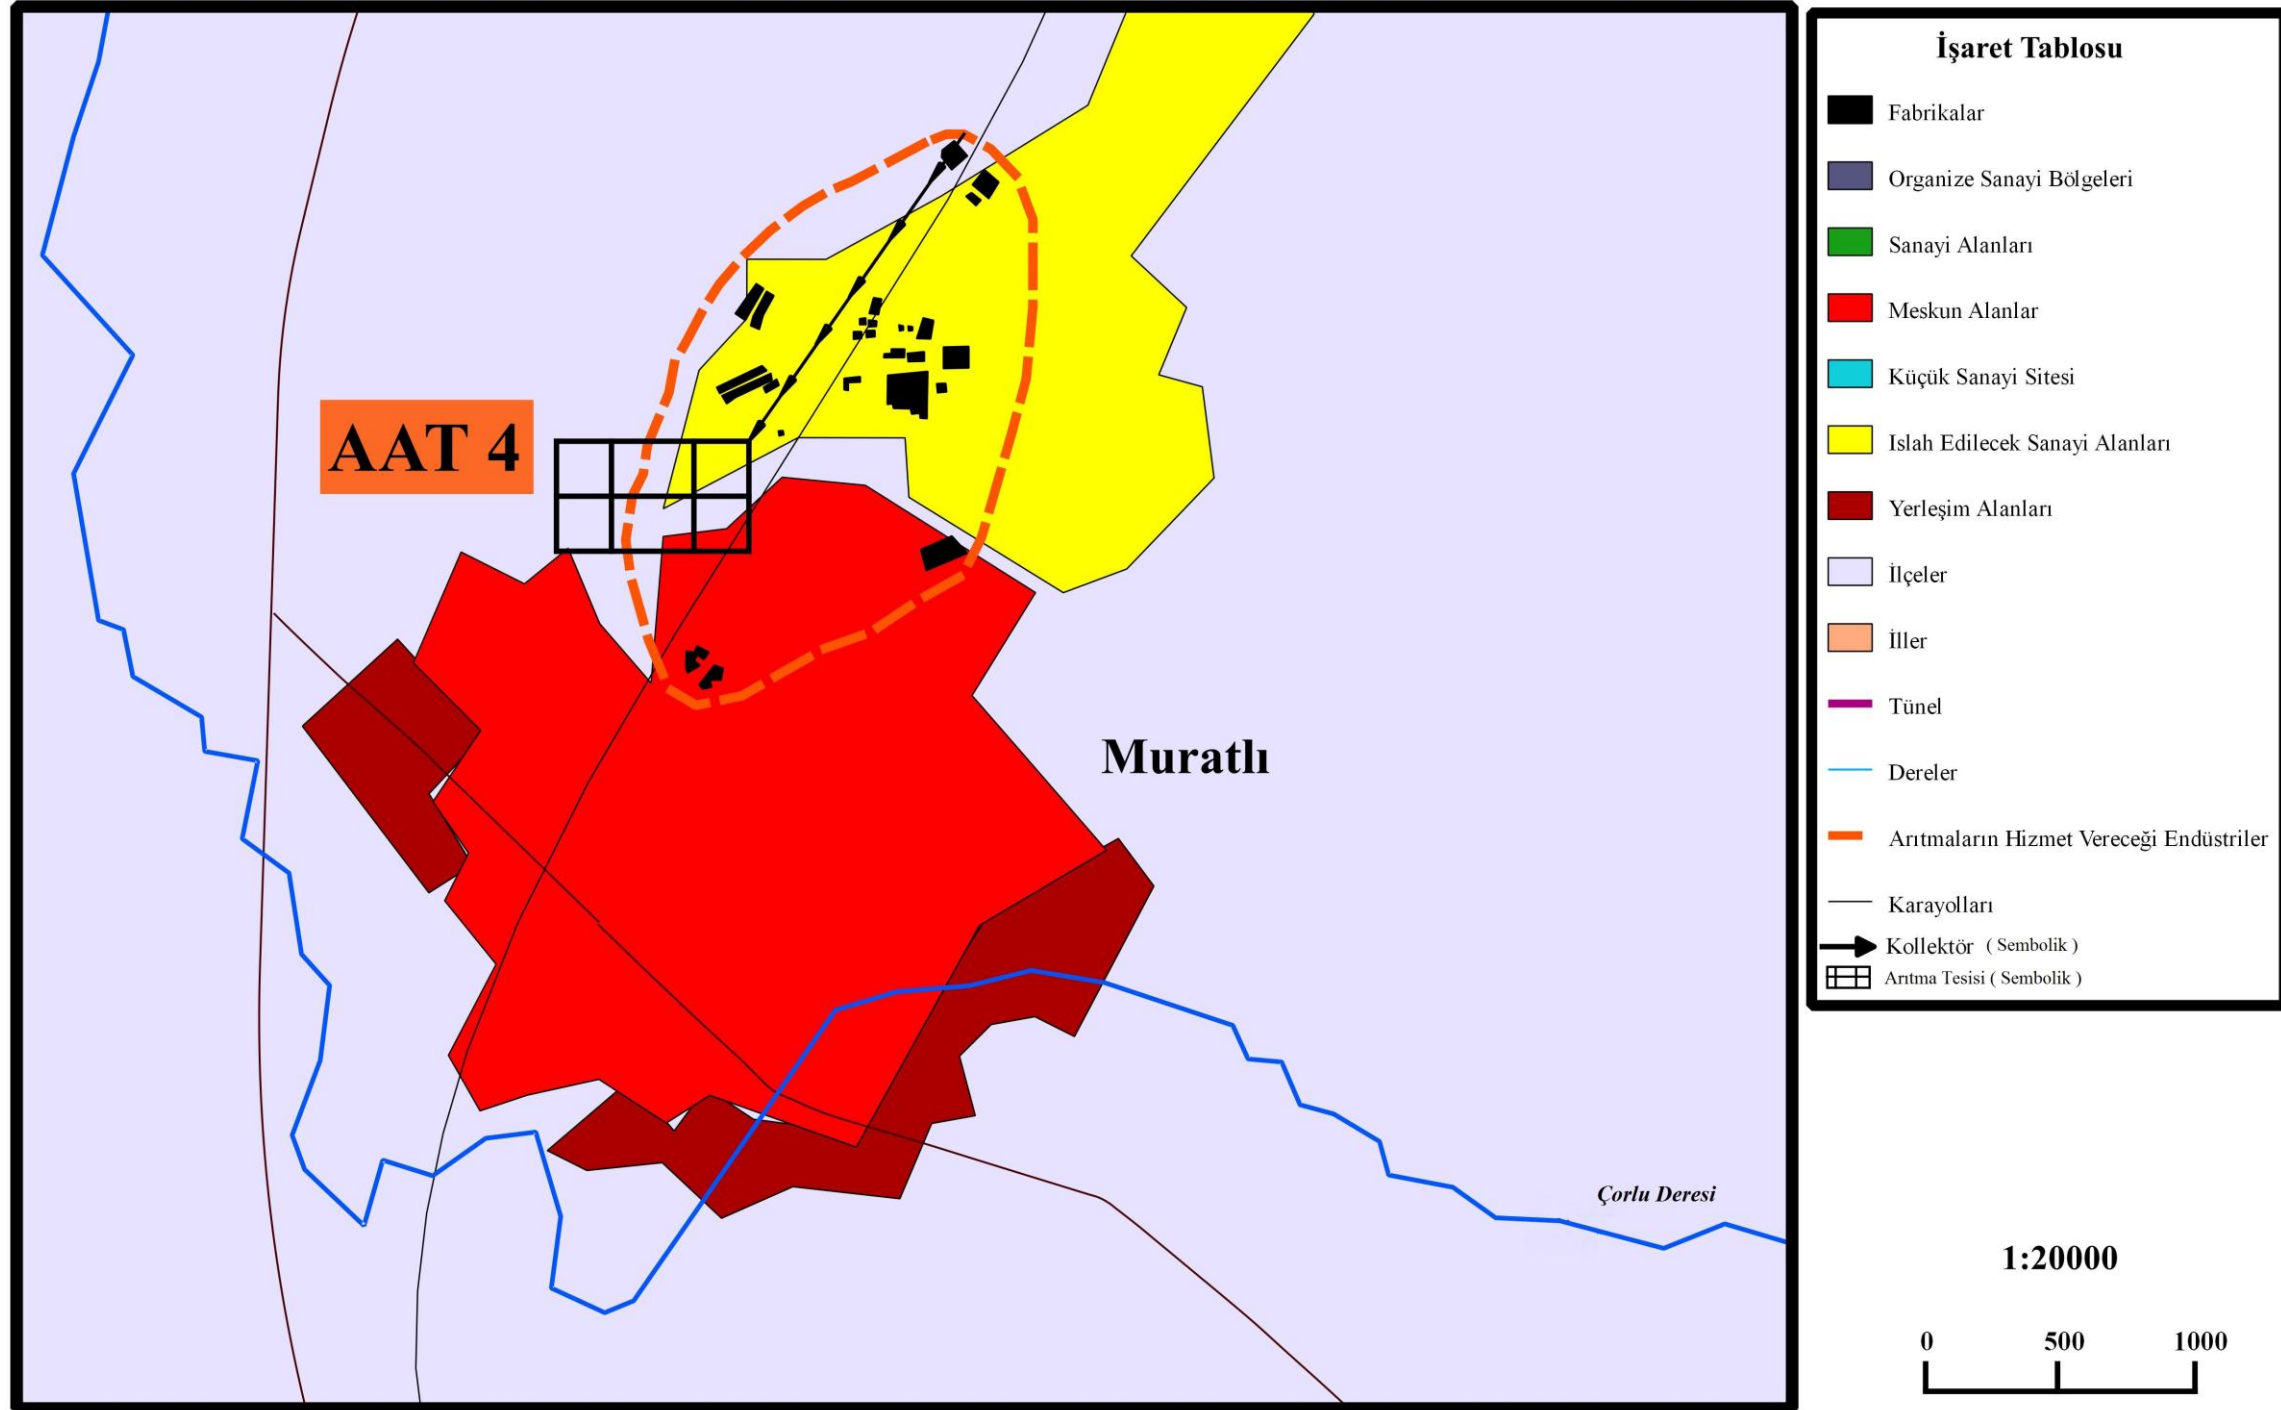 AAT 4
Muratlı
Çorlu Deresi
İşaret Tablosu
Fabrikalar
Organize Sanayi Bölgeleri
Sanayi Alanları
Meskun Alanlar
Küçük Sanayi Sitesi
Islah Edilecek Sanayi Alanları
Yerleşim Alanları
İlçeler
İller
Tünel
Dereler
Arıtmaların Hizmet Vereceği Endüstriler
Karayolları
Kollektör ( Sembolik )
Arıtma Tesisi ( Sembolik )
1:20000
0 500 1000